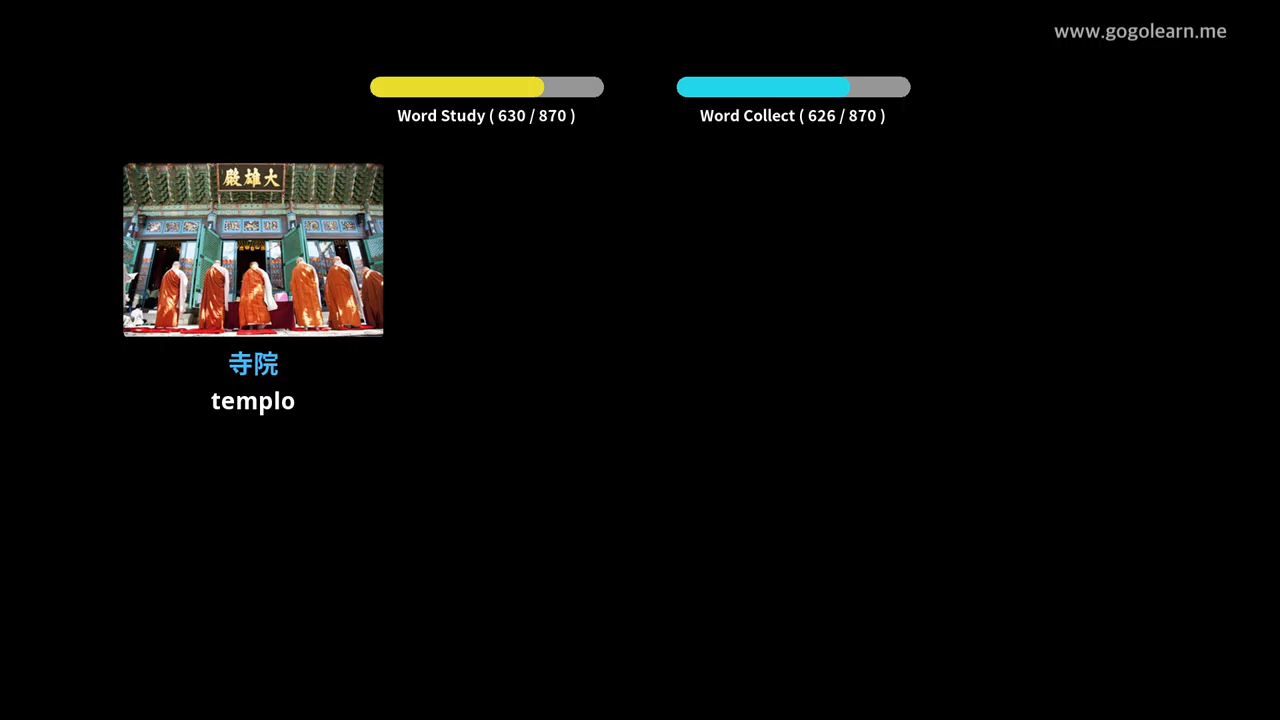 www.gogolearn.me
Word Study ( 630 / 870 )
Word Collect ( 626 / 870 )
殿雄大
寺院
templo